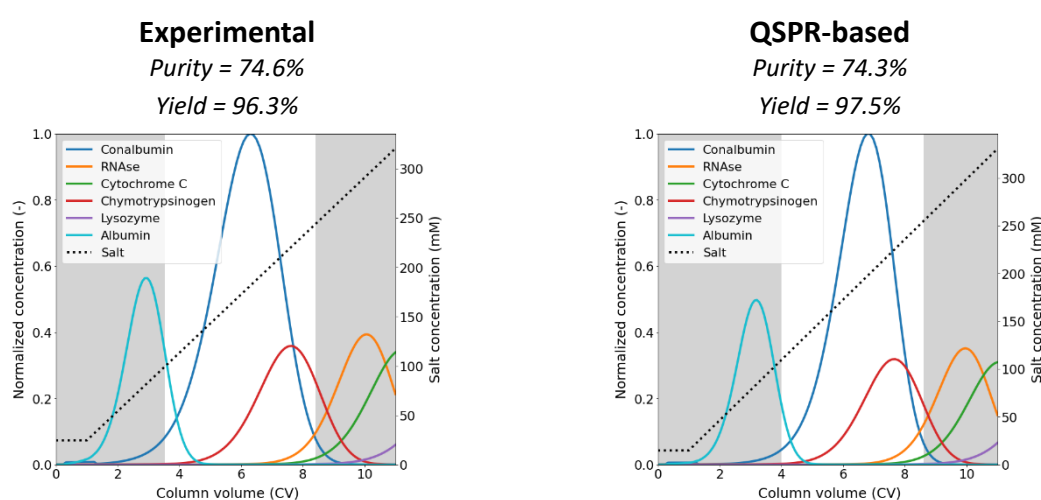 Experimental
Purity = 74.6%
Yield = 96.3%
1.0
0.8
0.6
0.4
0.2
0.0
Normalized concentration (-)
Conalbumin
RNAse
Cytochrome C
Chymotrypsinogen
Lysozyme
Albumin
Salt
300
250
200
150
100
50
0
Salt concentration (mM)
0 2 4 6 8 10
Column volume (CV)
QSPR-based
Purity = 74.3%
Yield = 97.5%
1.0
0.8
0.6
0.4
0.2
0.0
Normalized concentration (-)
Conalbumin
RNAse
Cytochrome C
Chymotrypsinogen
Lysozyme
Albumin
Salt
300
250
200
150
100
50
0
Salt concentration (mM)
0 2 4 6 8 10
Column volume (CV)